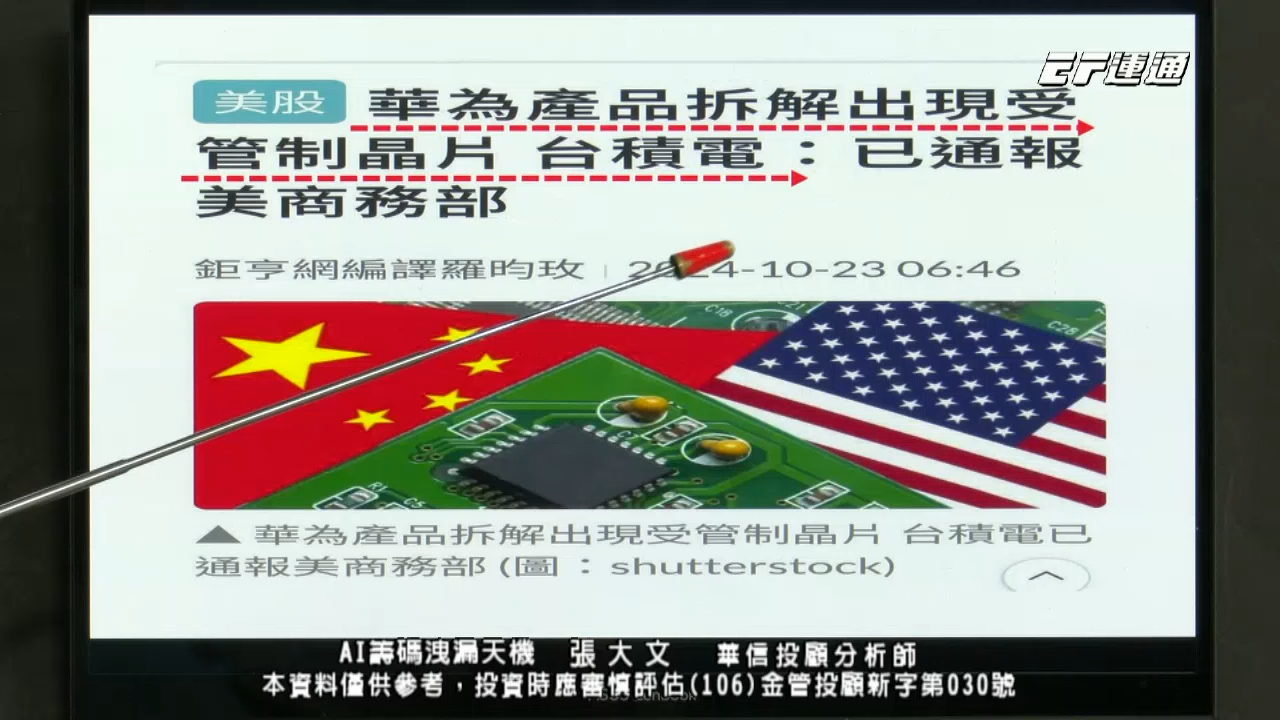 EF運通
美股 華為產品拆解出現受
管制晶片 台積電：已通報
美商務部
鉅亨網編譯羅昀玫 | 2024-10-23 06:46
C18
C21
C28
▲ 華為產品拆解出現受管制晶片 台積電已
通報美商務部 (圖：shutterstock)
AI籌碼洩漏天機 張大文 華信投顧分析師
本資料僅供參考，投資時應審慎評估(106)金管投顧新字第030號